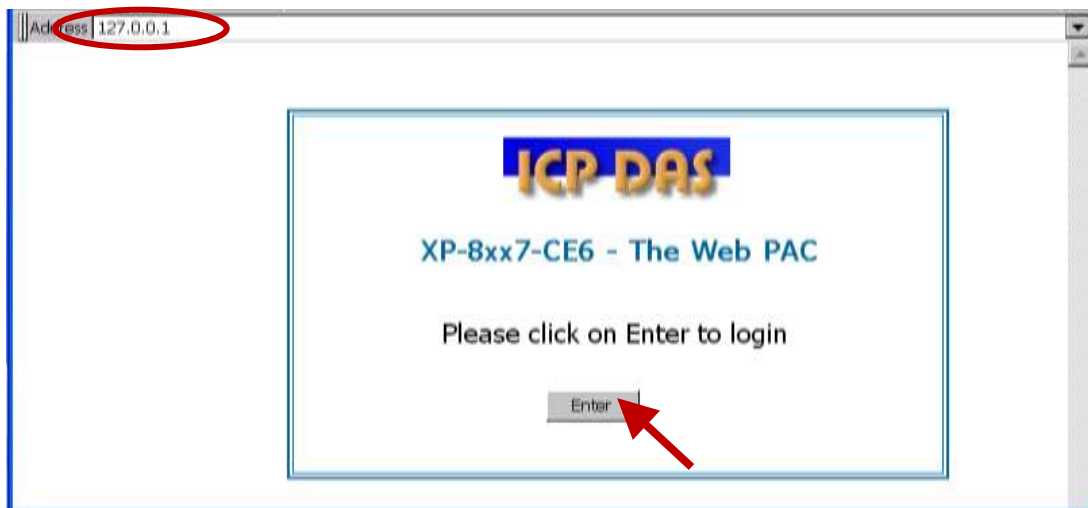 Address 127.0.0.1
ICP DAS
XP-8xx7-CE6 - The Web PAC
Please click on Enter to login
Enter